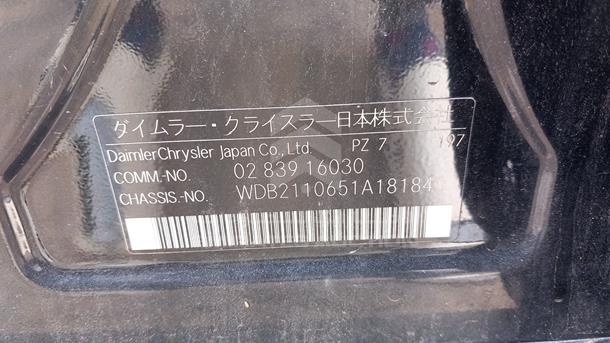 ダイムラー・クライスラー日本株式会社
DaimlerChrysler Japan Co., Ltd. PZ 7 197
COMM.-NO. 02 839 16030
CHASSIS.-NO. WDB2110651A18184